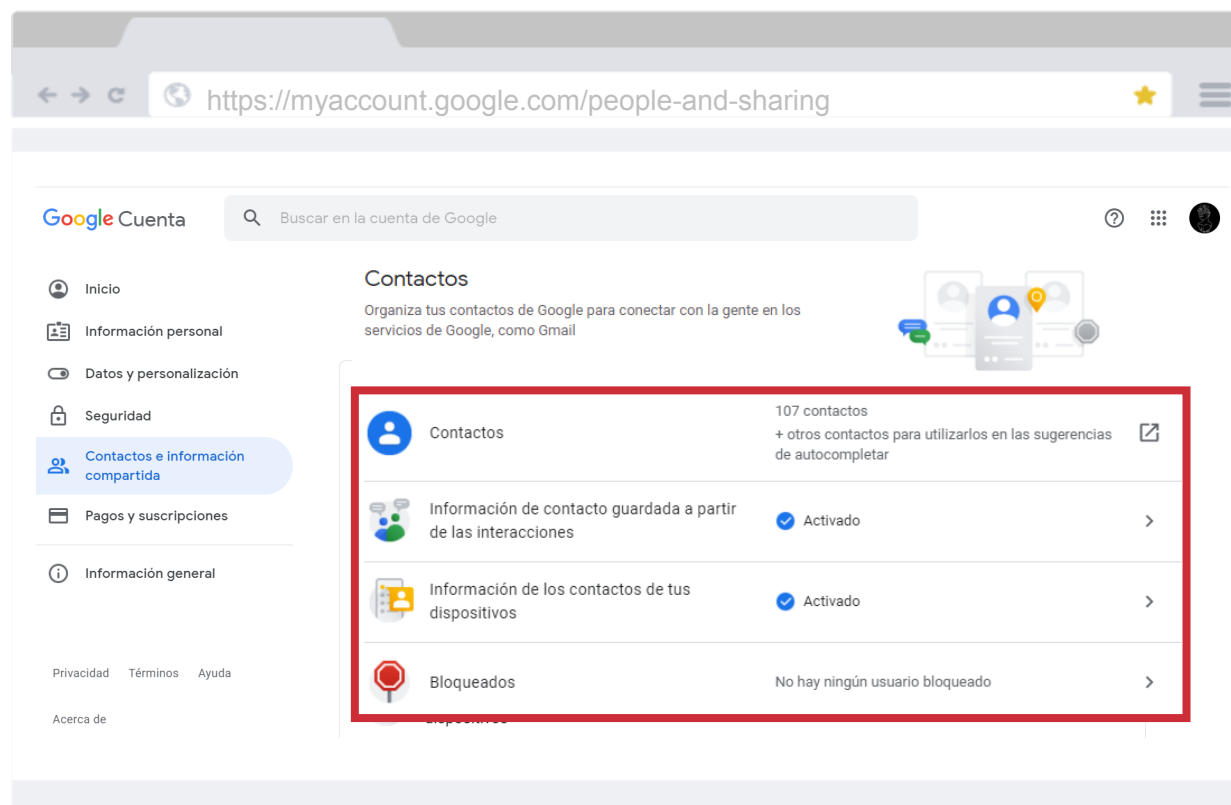 https://myaccount.google.com/people-and-sharing
Google Cuenta
Buscar en la cuenta de Google
Inicio
Información personal
Datos y personalización
Seguridad
Contactos e información
compartida
Pagos y suscripciones
Información general
Privacidad Términos Ayuda
Acerca de
Contactos
Organiza tus contactos de Google para conectar con la gente en los
servicios de Google, como Gmail
Contactos
107 contactos
+ otros contactos para utilizarlos en las sugerencias
de autocompletar
Información de contacto guardada a partir
de las interacciones
Activado
Información de los contactos de tus
dispositivos
Activado
Bloqueados
No hay ningún usuario bloqueado